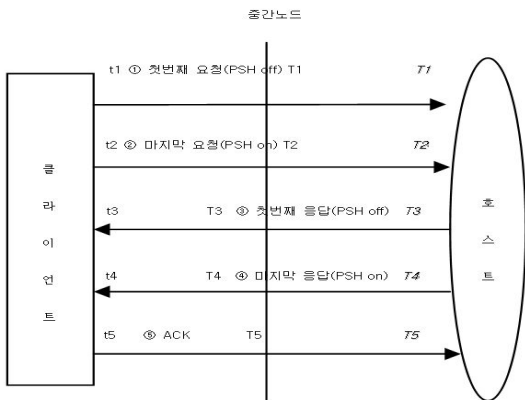 중간노드
t1 ① 첫번째 요청(PSH off) T1 T1
t2 ② 마지막 요청(PSH on) T2 T2
t3 T3 ③ 첫번째 응답(PSH off) T3
t4 T4 ④ 마지막 응답(PSH on) T4
t5 ⑤ ACK T5 T5
클라이언트
호스트